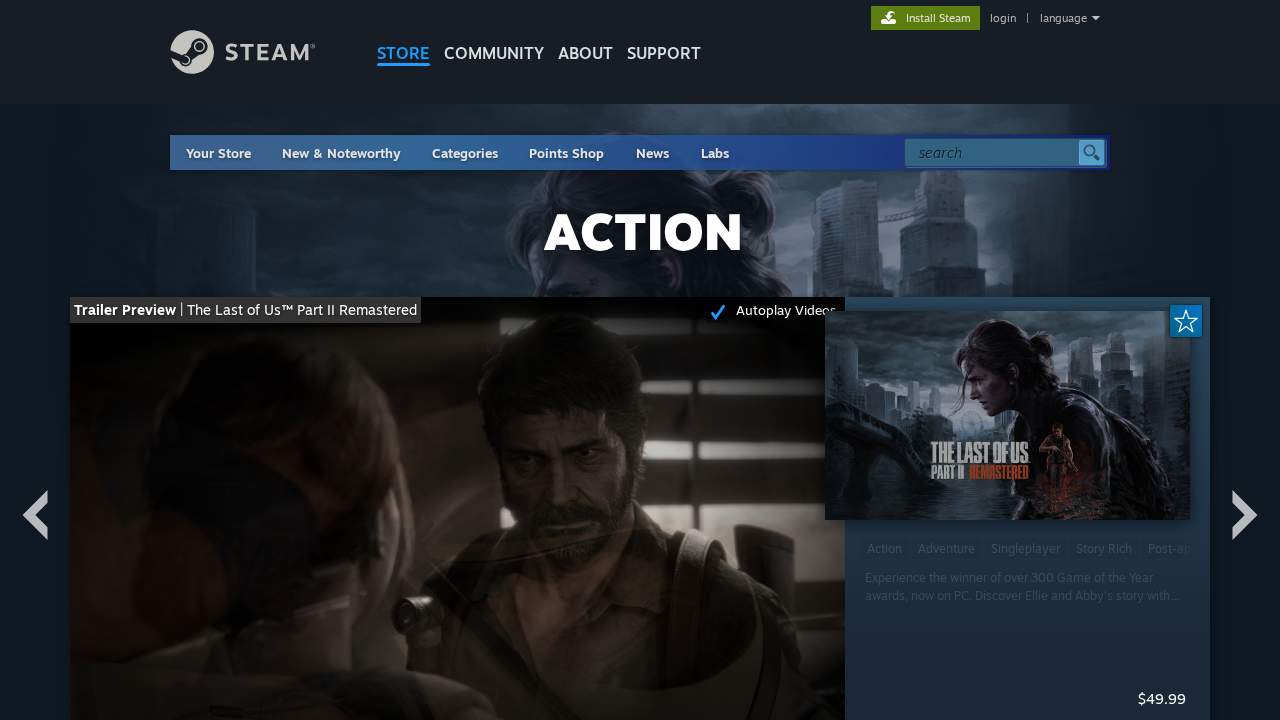 Install Steam
login | language
STEAM®
STORE COMMUNITY ABOUT SUPPORT
Your Store New & Noteworthy Categories Points Shop News Labs
search
ACTION
Trailer Preview | The Last of Us™ Part II Remastered
Autoplay Videos
THE LAST OF US
PART II REMASTERED
Action Adventure Singleplayer Story Rich Post-ap
Experience the winner of over 300 Game of the Year
awards, now on PC. Discover Ellie and Abby's story with...
$49.99